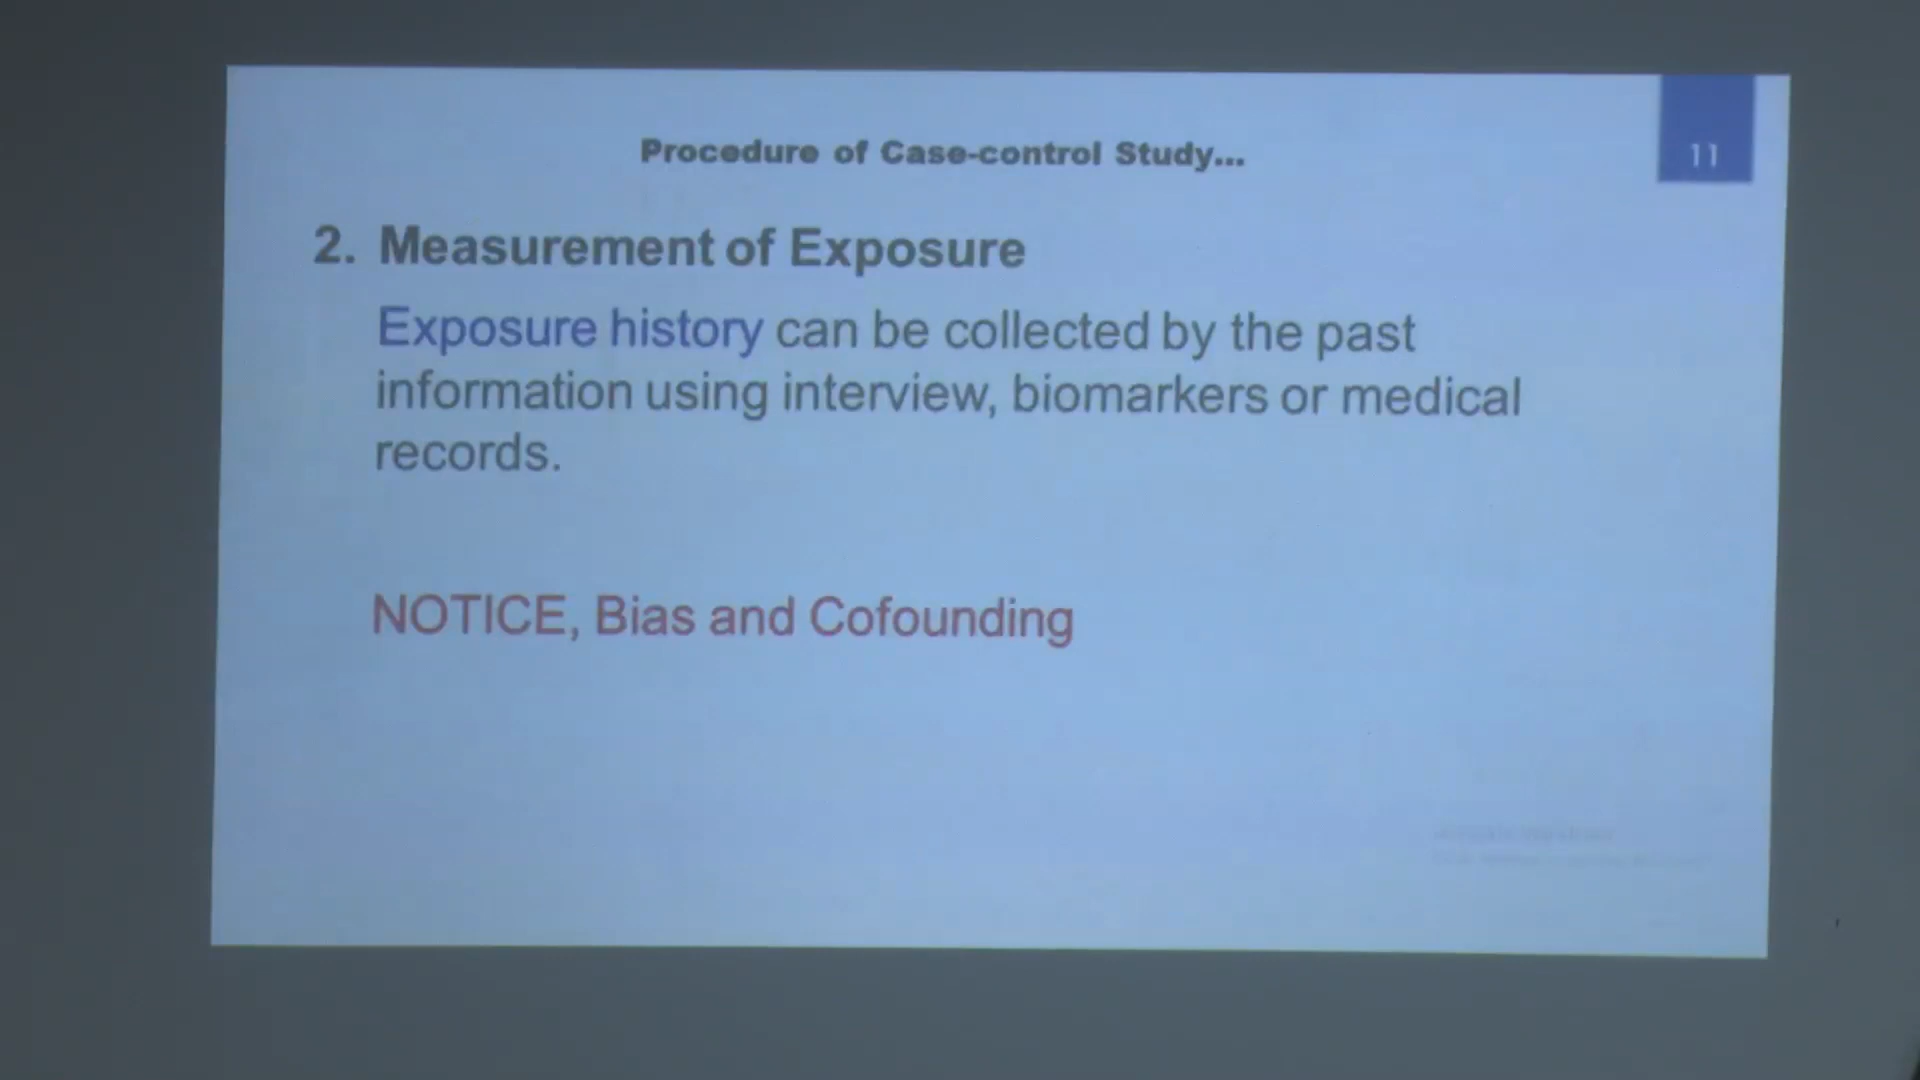 Procedure of Case-control Study...
11
2. Measurement of Exposure
Exposure history can be collected by the past
information using interview, biomarkers or medical
records.
NOTICE, Bias and Cofounding